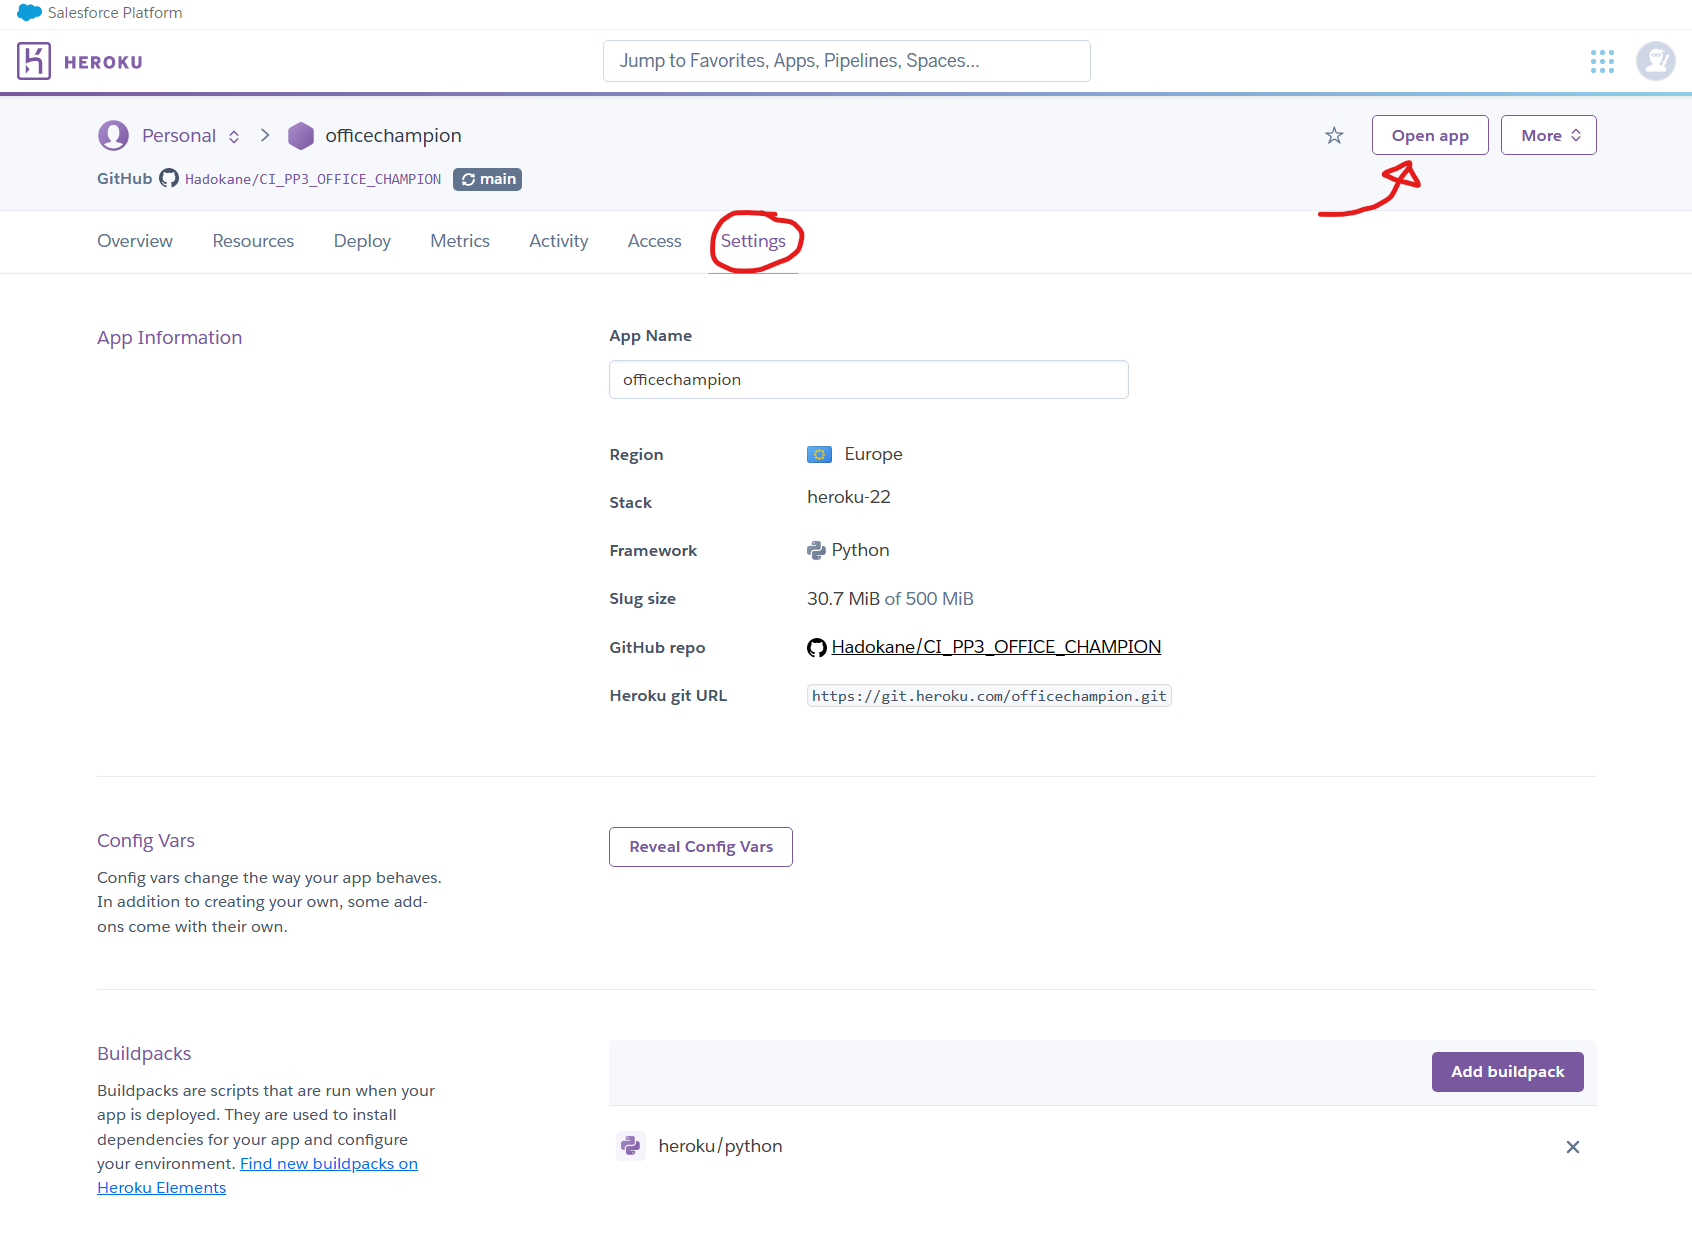 Salesforce Platform
HEROKU
Jump to Favorites, Apps, Pipelines, Spaces...
Personal
officechampion
Open app
More
GitHub Hadokane/CI_PP3_OFFICE_CHAMPION main
Overview Resources Deploy Metrics Activity Access Settings
App Information
App Name
officechampion
Region Europe
Stack heroku-22
Framework Python
Slug size 30.7 MiB of 500 MiB
GitHub repo Hadokane/CI_PP3_OFFICE_CHAMPION
Heroku git URL https://git.heroku.com/officechampion.git
Config Vars
Config vars change the way your app behaves.
In addition to creating your own, some add-
ons come with their own.
Reveal Config Vars
Buildpacks
Buildpacks are scripts that are run when your
app is deployed. They are used to install
dependencies for your app and configure
your environment. Find new buildpacks on
Heroku Elements
Add buildpack
heroku/python